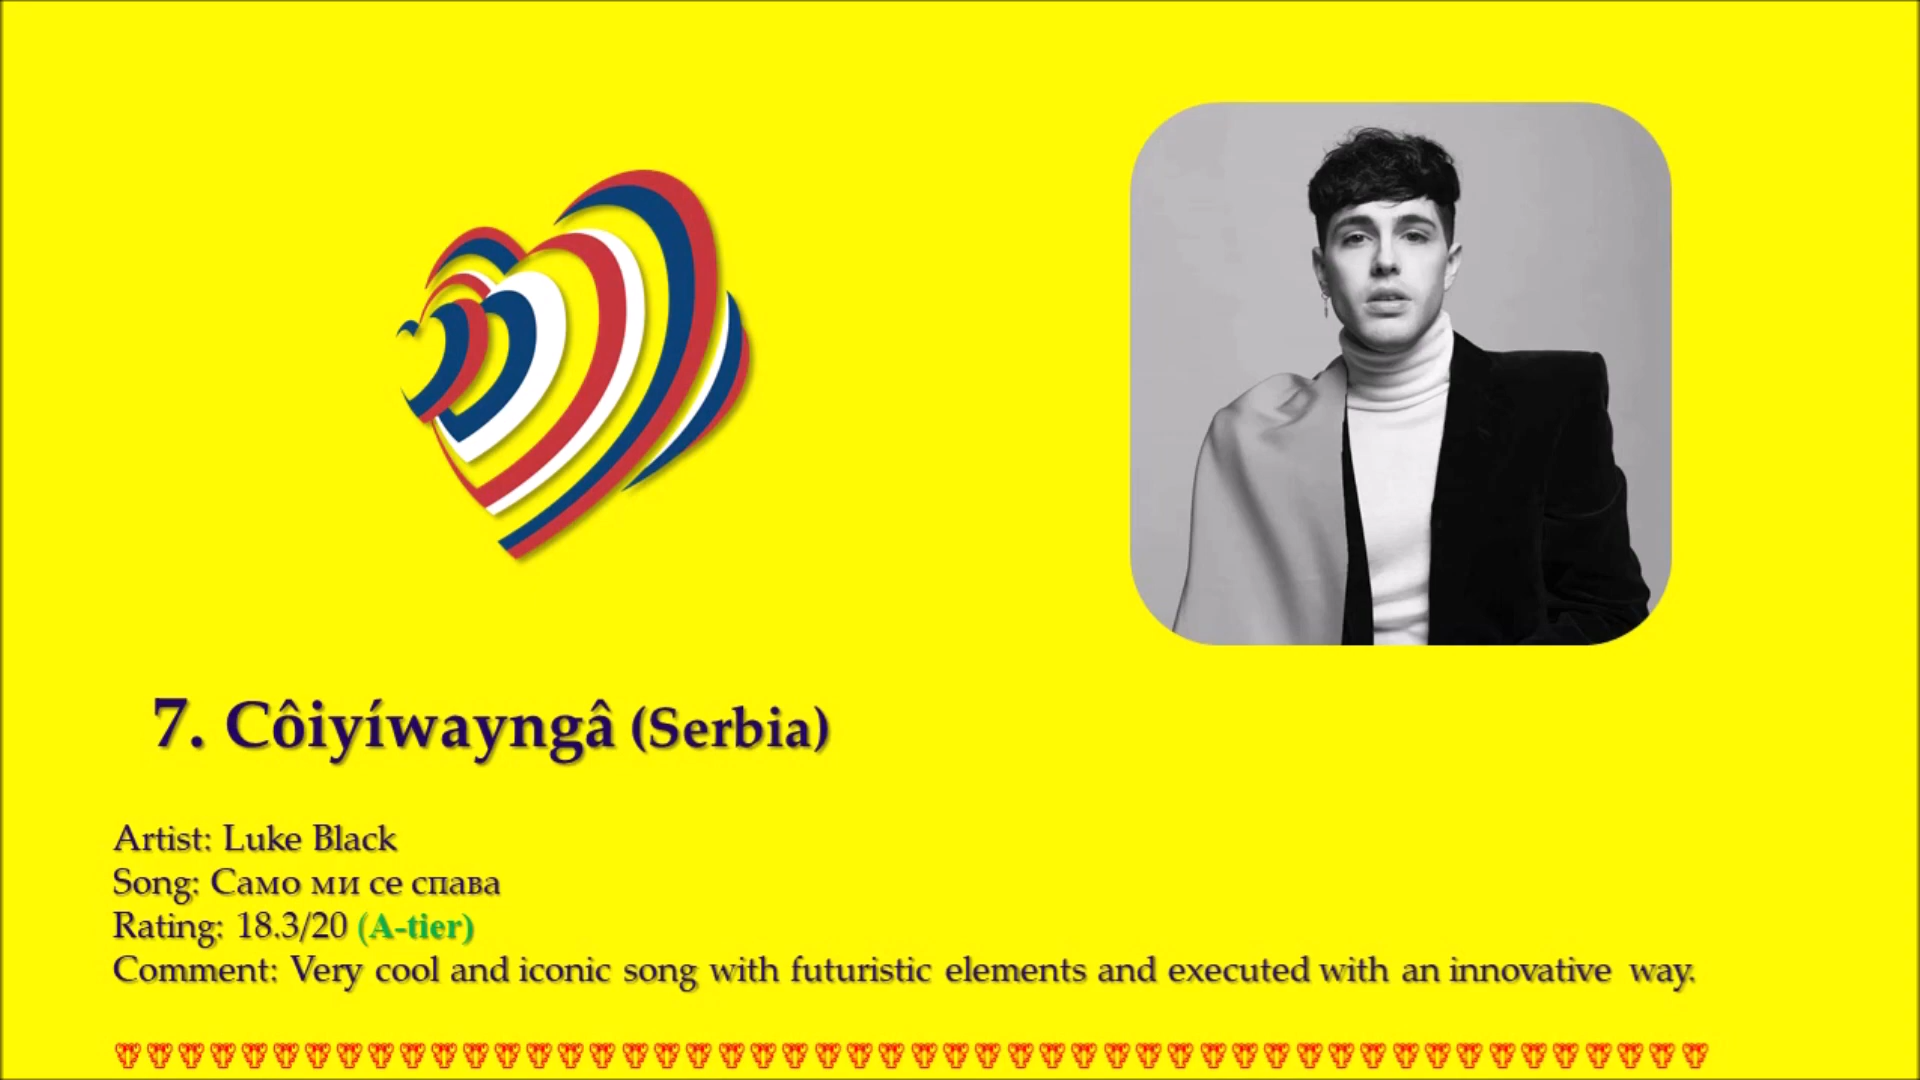 7. Côiyíwayngâ (Serbia)
Artist: Luke Black
Song: Само ми се спава
Rating: 18.3/20 (A-tier)
Comment: Very cool and iconic song with futuristic elements and executed with an innovative way.